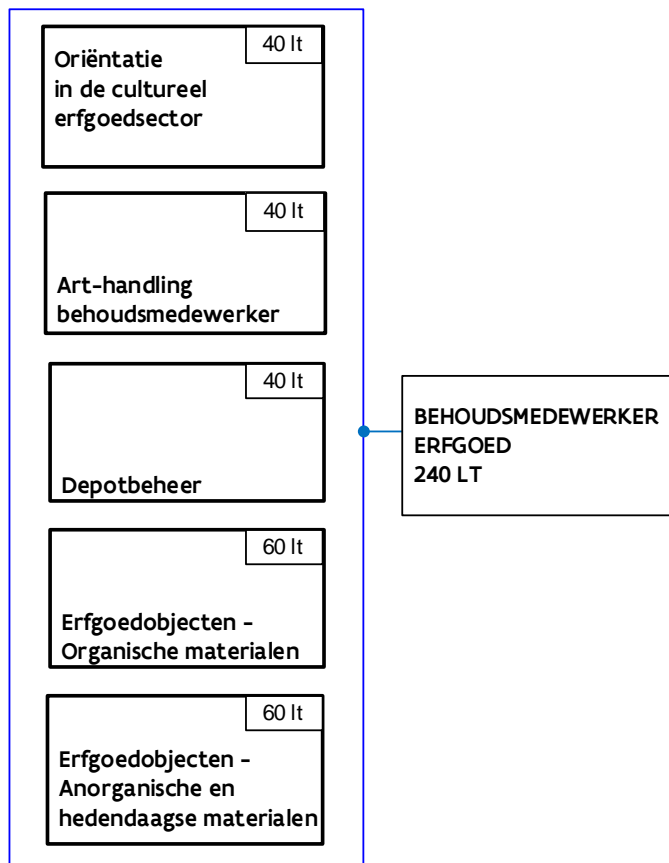 40 lt
Oriëntatie
in de cultureel
erfgoedsector
40 lt
Art-handling
behoudsmedewerker
40 lt
Depotbeheer
60 lt
Erfgoedobjecten -
Organische materialen
60 lt
Erfgoedobjecten -
Anorganische en
hedendaagse materialen
BEHOUDSMEDEWERKER
ERFGOED
240 LT